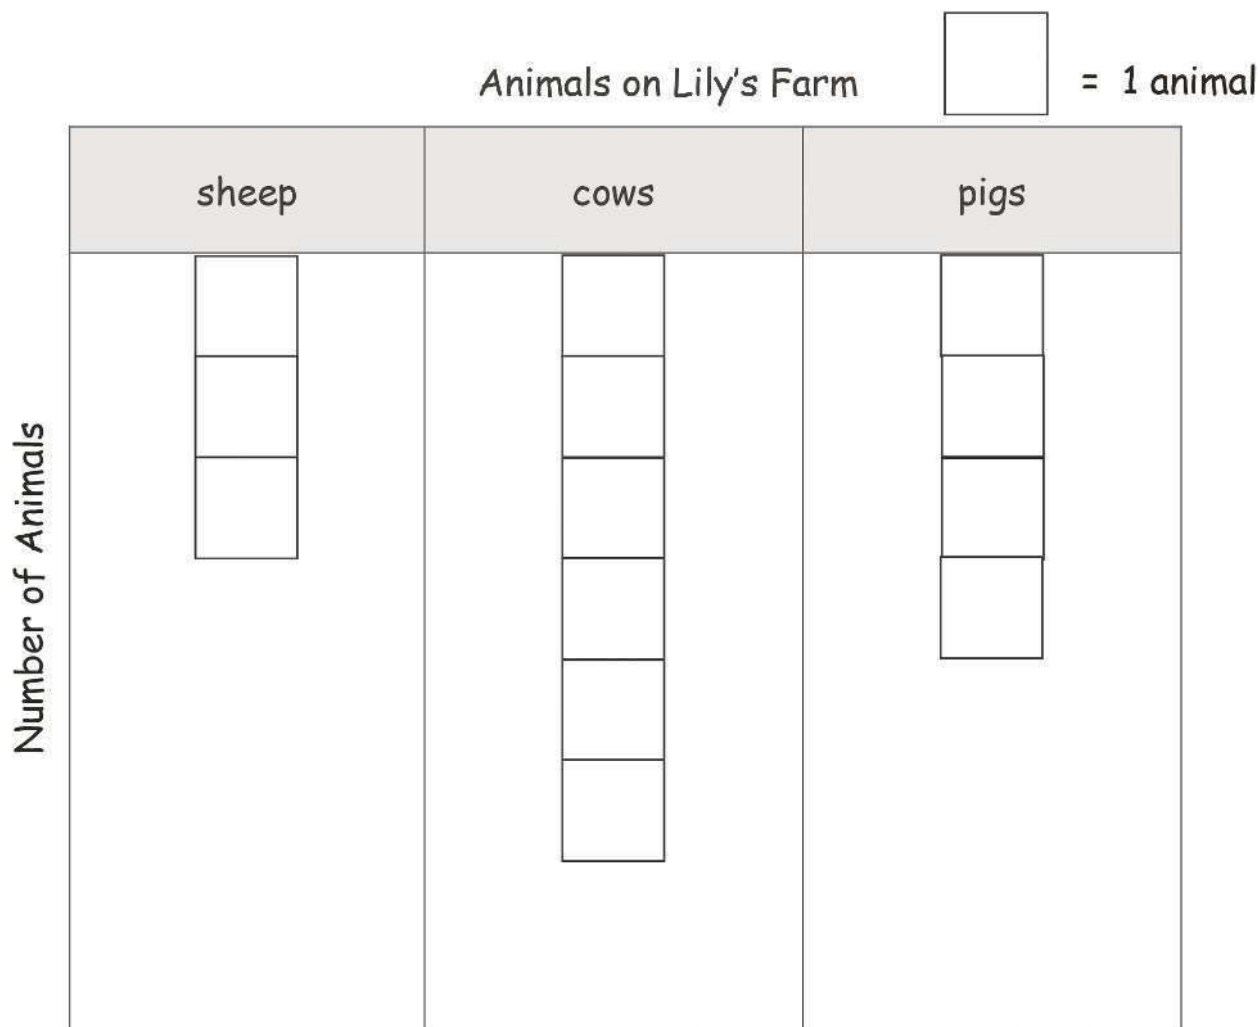 Animals on Lily's Farm
= 1 animal
sheep
cows
pigs
Number of Animals